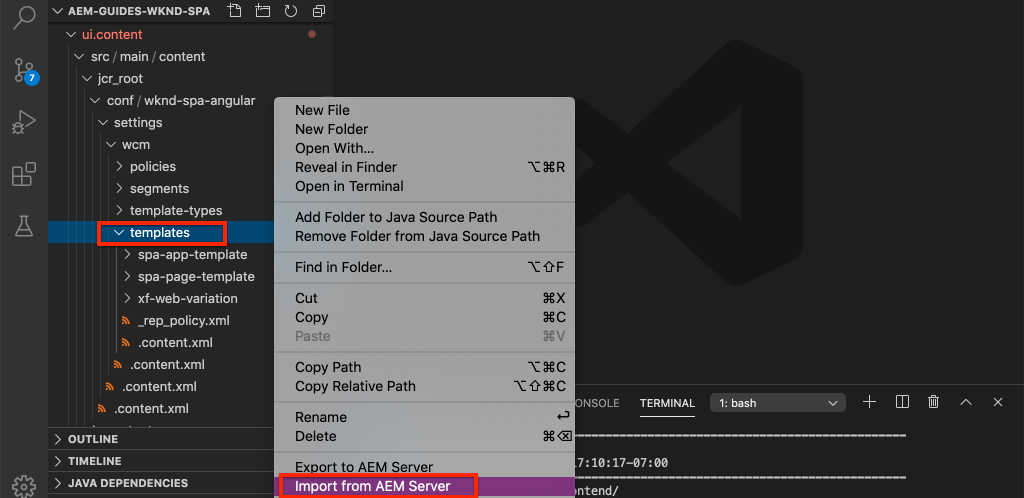 AEM-GUIDES-WKND-SPA
ui.content
src / main / content
jcr_root
conf / wknd-spa-angular
settings
wcm
policies
segments
template-types
templates
spa-app-template
spa-page-template
xf-web-variation
_rep_policy.xml
.content.xml
.content.xml
.content.xml
.content.xml
OUTLINE
TIMELINE
JAVA DEPENDENCIES
7
New File
New Folder
Open With...
Reveal in Finder ⌥⌘R
Open in Terminal
Add Folder to Java Source Path
Remove Folder from Java Source Path
Find in Folder... ⌥⇧F
Cut ⌘X
Copy ⌘C
Paste ⌘V
Copy Path ⌥⌘C
Copy Relative Path ⌥⇧⌘C
Rename ↩
Delete ⌘⌫
Export to AEM Server
Import from AEM Server
ONSOLE TERMINAL 1: bash
7:10:17-07:00
ontend/